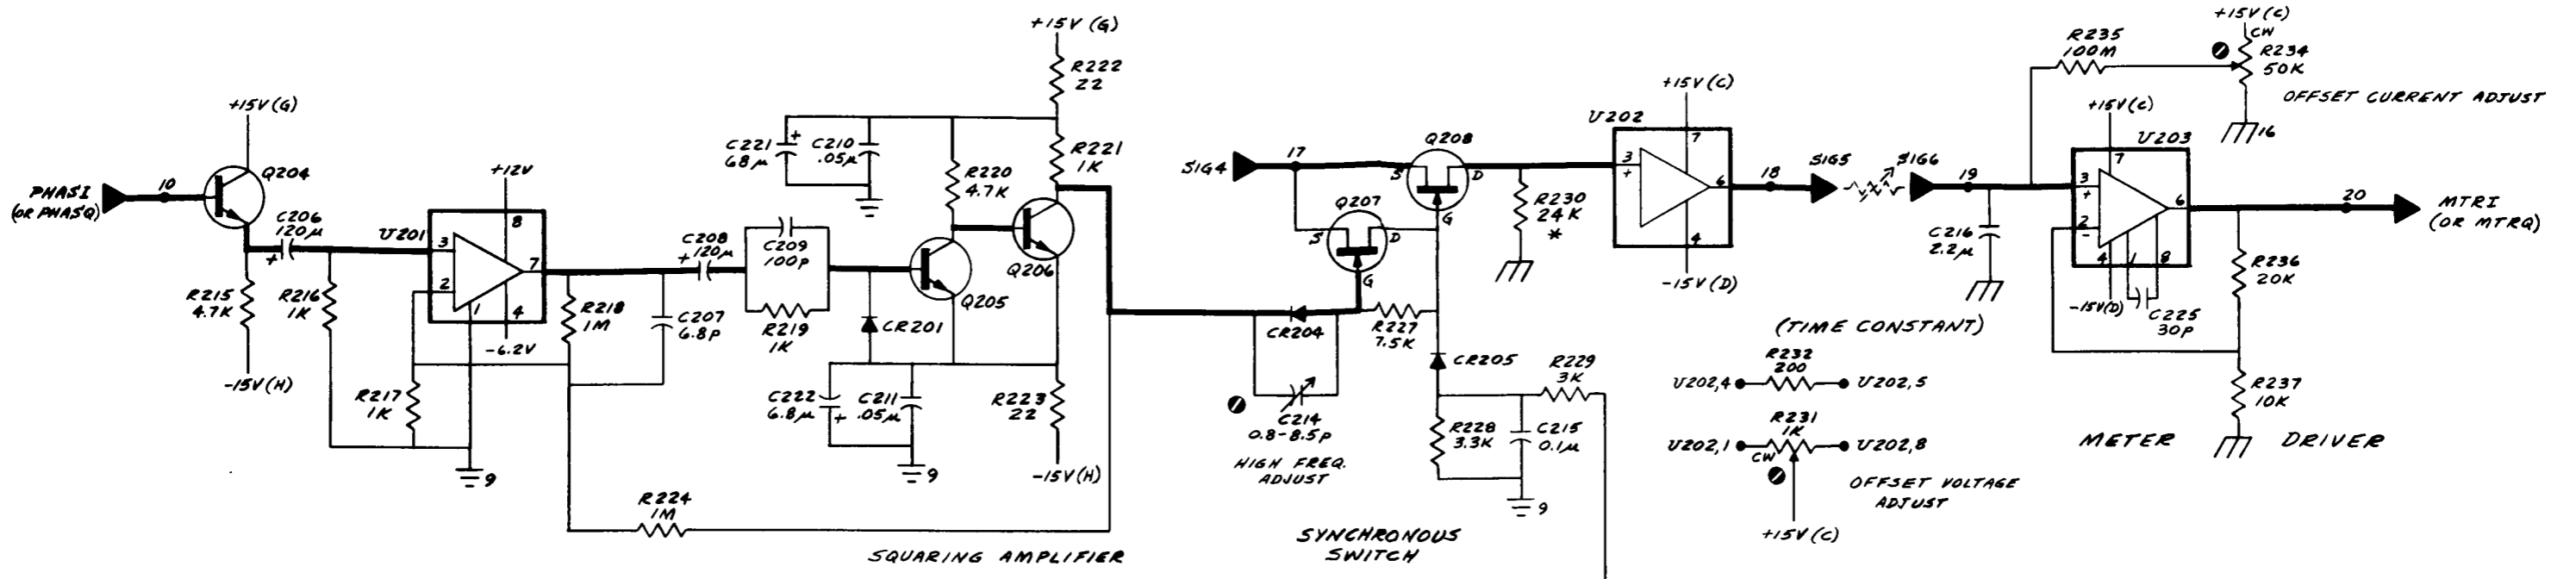 PHASI
(OR PHASQ)
10
+15V (G)
Q204
C206
120μ
+
R215
4.7K
-15V (H)
R216
1K
U201
+12V
8
3
2
7
1
4
-6.2V
R217
1K
9
R218
1M
C207
6.8p
R224
1M
C208
+ 120μ
C209
100p
R219
1K
CR201
Q205
C221
68μ
+
C210
.05μ
R220
4.7K
Q206
+15V (G)
R222
22
R221
1K
C222
6.8μ
+
C211
.05μ
9
R223
22
-15V(H)
SQUARING AMPLIFIER
SIG4
17
S
Q208
D
G
Q207
S
D
G
CR204
C214
0.8-8.5p
HIGH FREQ.
ADJUST
R227
7.5K
CR205
R229
3K
R228
3.3K
C215
0.1μ
9
SYNCHRONOUS
SWITCH
R230
24K
*
U202
+15V(C)
7
3
+
6
4
-15V(D)
18
SIG5
SIG6
19
C216
2.2μ
(TIME CONSTANT)
R232
200
U202,4
U202,5
R231
1K
U202,1
U202,8
CW
OFFSET VOLTAGE
ADJUST
+15V(C)
R235
100M
+15V(C)
CW
R234
50K
OFFSET CURRENT ADJUST
16
+15V(C)
U203
7
3
+
2
-
6
4
1
8
-15V(D)
C225
30p
20
MTRI
(OR MTRQ)
R236
20K
R237
10K
METER DRIVER